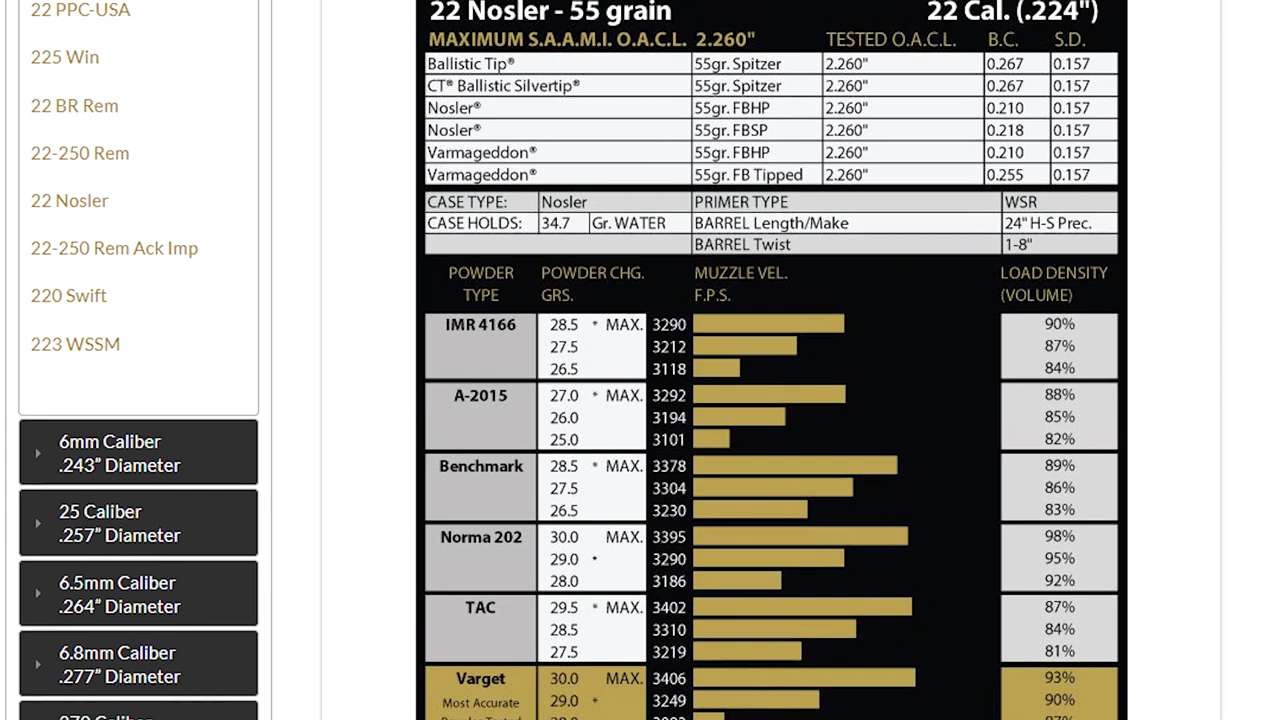 22 PPC-USA
225 Win
22 BR Rem
22-250 Rem
22 Nosler
22-250 Rem Ack Imp
220 Swift
223 WSSM
6mm Caliber
.243” Diameter
25 Caliber
.257” Diameter
6.5mm Caliber
.264” Diameter
6.8mm Caliber
.277” Diameter
22 Nosler - 55 grain 22 Cal. (.224")
MAXIMUM S.A.A.M.I. O.A.C.L. 2.260" TESTED O.A.C.L. B.C. S.D.
Ballistic Tip® 55gr. Spitzer 2.260" 0.267 0.157
CT® Ballistic Silvertip® 55gr. Spitzer 2.260" 0.267 0.157
Nosler® 55gr. FBHP 2.260" 0.210 0.157
Nosler® 55gr. FBSP 2.260" 0.218 0.157
Varmageddon® 55gr. FBHP 2.260" 0.210 0.157
Varmageddon® 55gr. FB Tipped 2.260" 0.255 0.157
CASE TYPE: Nosler PRIMER TYPE WSR
CASE HOLDS: 34.7 Gr. WATER BARREL Length/Make 24" H-S Prec.
BARREL Twist 1-8"
POWDER POWDER CHG. MUZZLE VEL. LOAD DENSITY
TYPE GRS. F.P.S. (VOLUME)
IMR 4166 28.5 * MAX. 3290 90%
27.5 3212 87%
26.5 3118 84%
A-2015 27.0 * MAX. 3292 88%
26.0 3194 85%
25.0 3101 82%
Benchmark 28.5 * MAX. 3378 89%
27.5 3304 86%
26.5 3230 83%
Norma 202 30.0 MAX. 3395 98%
29.0 * 3290 95%
28.0 3186 92%
TAC 29.5 * MAX. 3402 87%
28.5 3310 84%
27.5 3219 81%
Varget 30.0 MAX. 3406 93%
Most Accurate 29.0 * 3249 90%